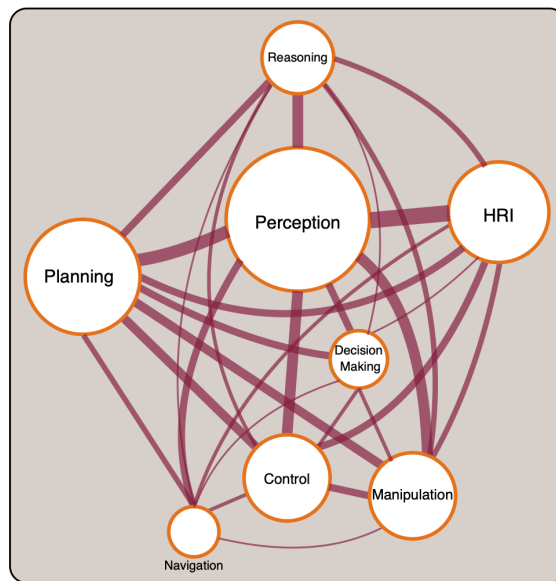 Reasoning
Perception
HRI
Planning
Decision
Making
Control
Manipulation
Navigation